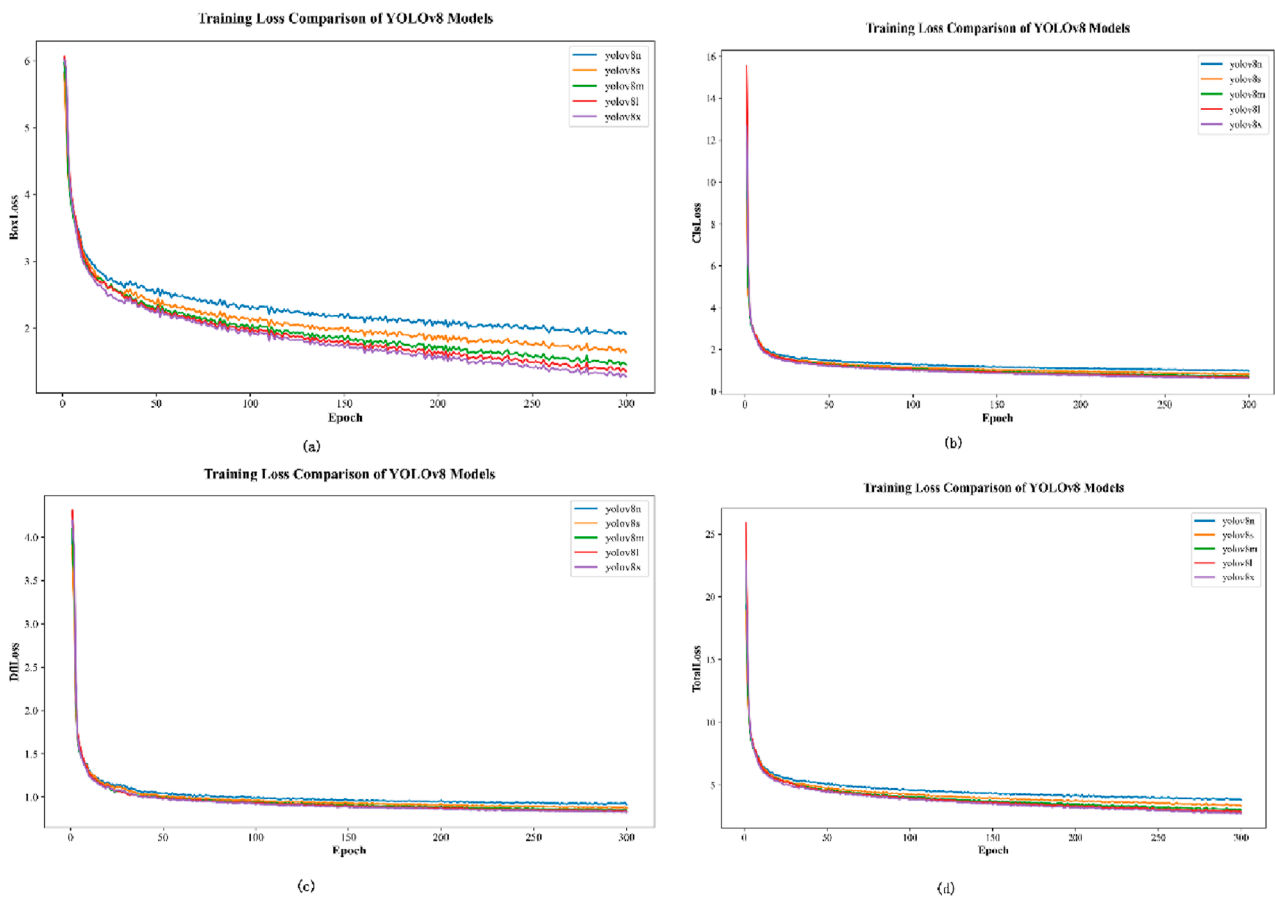 Training Loss Comparison of YOLOv8 Models
BoxLoss
6
5
4
3
2
0
50
100
150
200
250
300
Epoch
yolov8n
yolov8s
yolov8m
yolov8l
yolov8x
(a)
Training Loss Comparison of YOLOv8 Models
ClsLoss
16
14
12
10
8
6
4
2
0
0
50
100
150
200
250
300
Epoch
yolov8n
yolov8s
yolov8m
yolov8l
yolov8x
(b)
Training Loss Comparison of YOLOv8 Models
DflLoss
4.0
3.5
3.0
2.5
2.0
1.5
1.0
0
50
100
150
200
250
300
Epoch
yolov8n
yolov8s
yolov8m
yolov8l
yolov8x
(c)
Training Loss Comparison of YOLOv8 Models
TotalLoss
25
20
15
10
5
0
50
100
150
200
250
300
Epoch
yolov8n
yolov8s
yolov8m
yolov8l
yolov8x
(d)